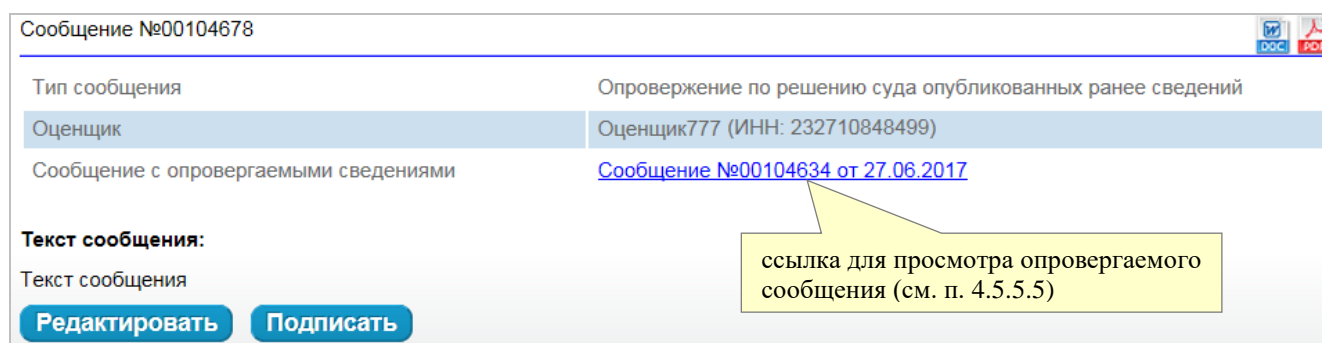 Сообщение №00104678
DOC
PDF
Тип сообщения Опровержение по решению суда опубликованных ранее сведений
Оценщик Оценщик777 (ИНН: 232710848499)
Сообщение с опровергаемыми сведениями Сообщение №00104634 от 27.06.2017
Текст сообщения:
ссылка для просмотра опровергаемого
сообщения (см. п. 4.5.5.5)
Текст сообщения
Редактировать Подписать